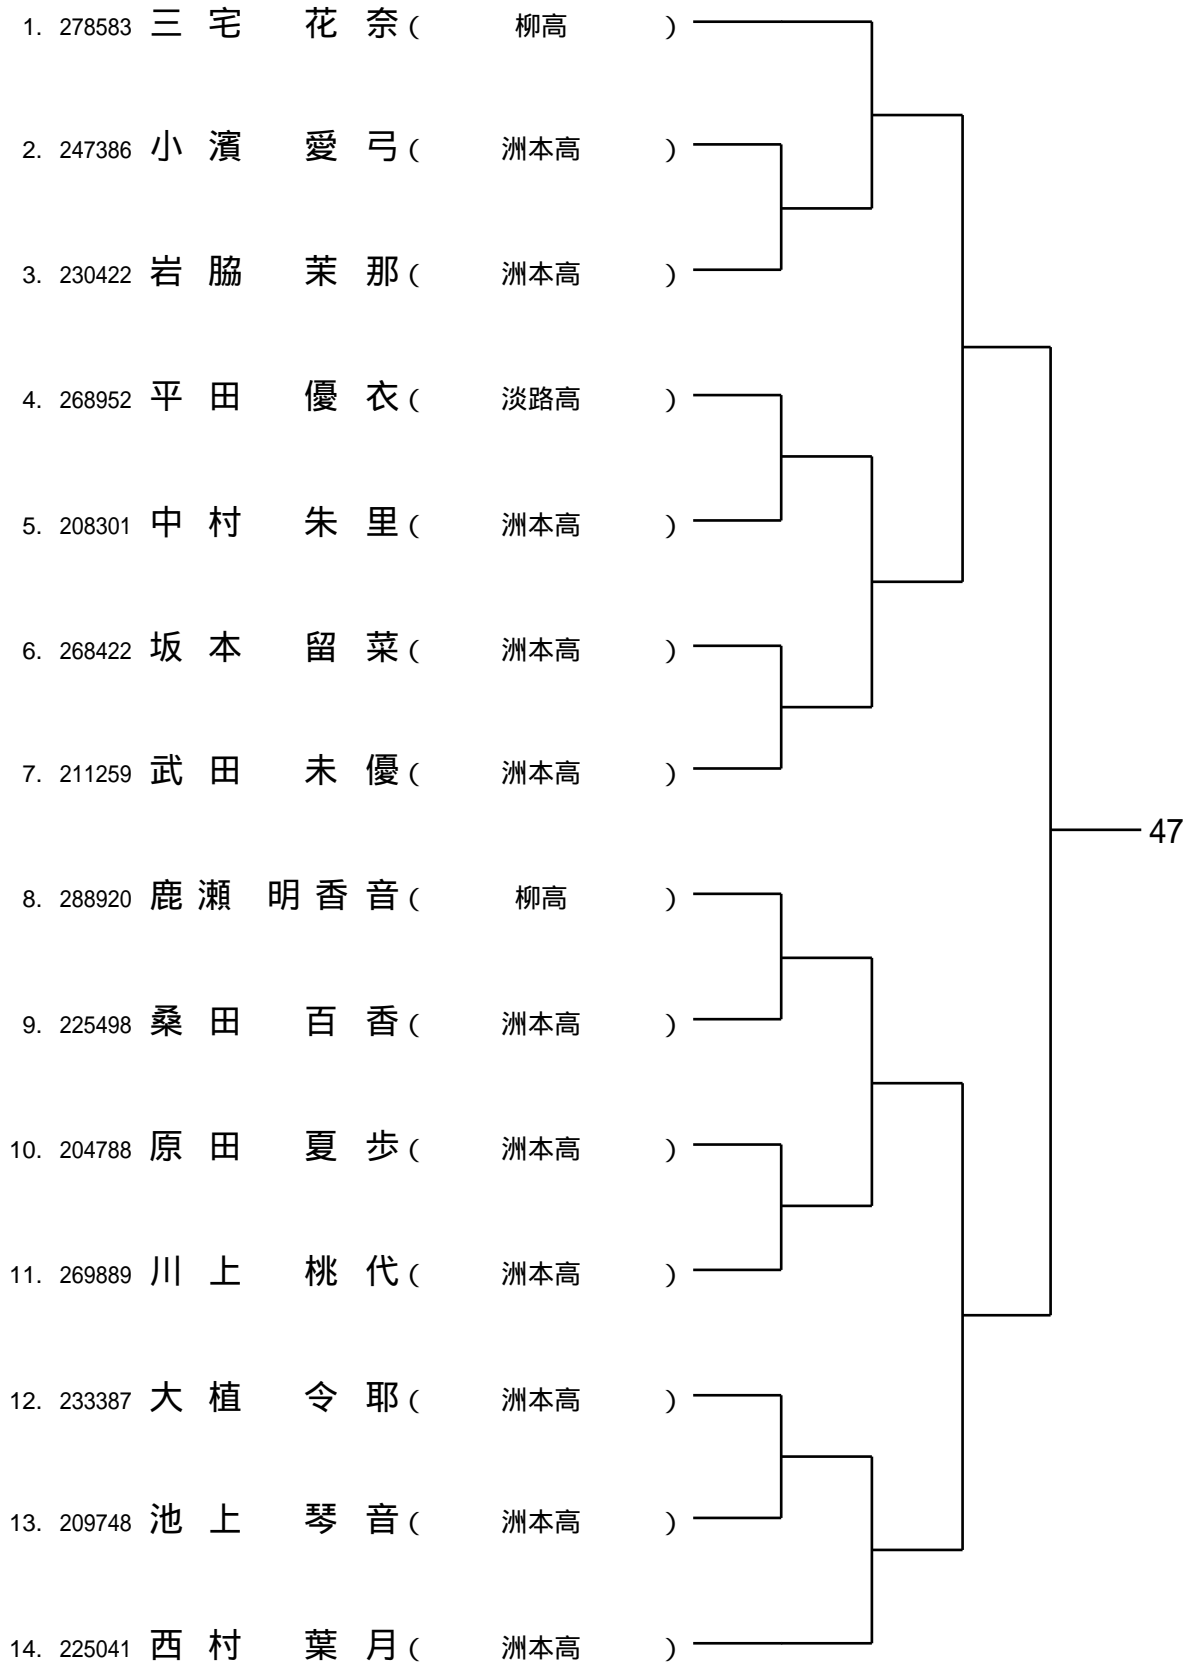 1. 278583 三宅 花奈 ( 柳高 )
2. 247386 小濱 愛弓 ( 洲本高 )
3. 230422 岩脇 茉那 ( 洲本高 )
4. 268952 平田 優衣 ( 淡路高 )
5. 208301 中村 朱里 ( 洲本高 )
6. 268422 坂本 留菜 ( 洲本高 )
7. 211259 武田 未優 ( 洲本高 )
47
8. 288920 鹿瀬 明香音 ( 柳高 )
9. 225498 桑田 百香 ( 洲本高 )
10. 204788 原田 夏歩 ( 洲本高 )
11. 269889 川上 桃代 ( 洲本高 )
12. 233387 大植 令耶 ( 洲本高 )
13. 209748 池上 琴音 ( 洲本高 )
14. 225041 西村 葉月 ( 洲本高 )